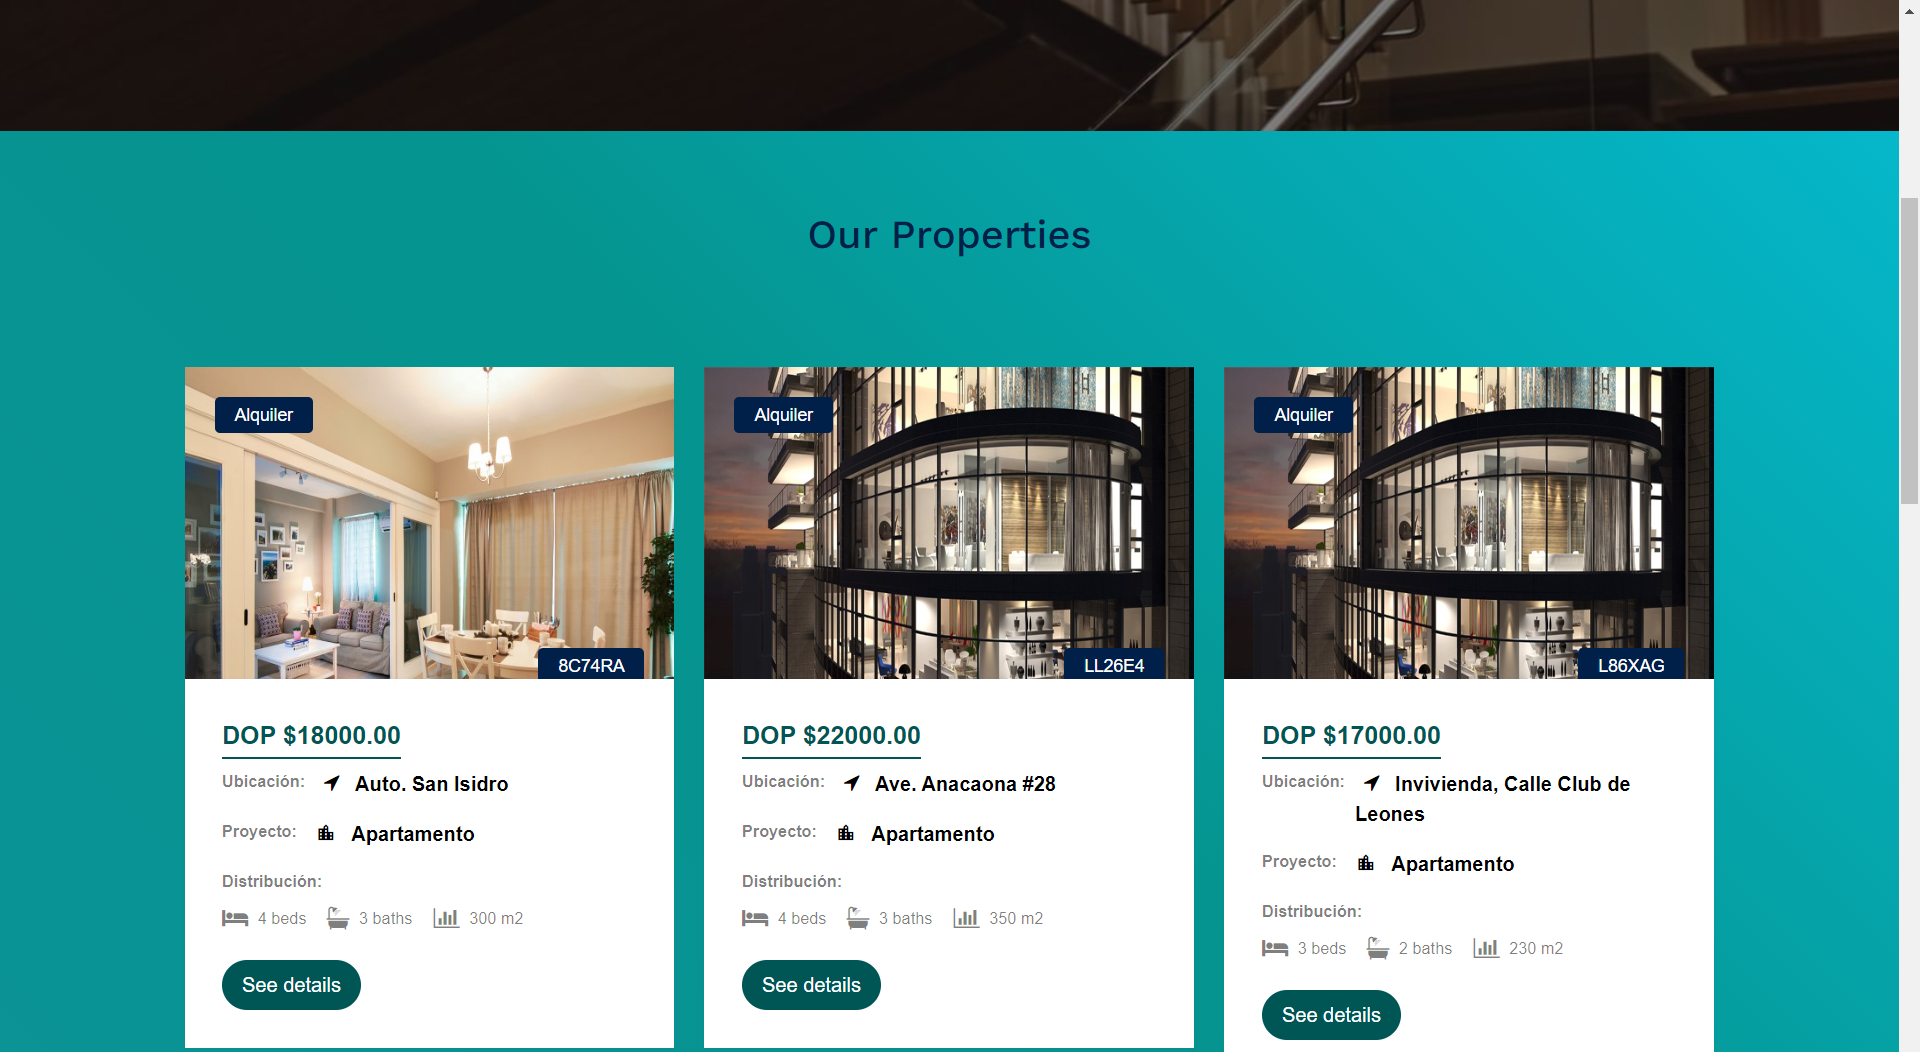 Our Properties
Alquiler
8C74RA
DOP $18000.00
Ubicación: Auto. San Isidro
Proyecto: Apartamento
Distribución:
4 beds 3 baths 300 m2
See details
Alquiler
LL26E4
DOP $22000.00
Ubicación: Ave. Anacaona #28
Proyecto: Apartamento
Distribución:
4 beds 3 baths 350 m2
See details
Alquiler
L86XAG
DOP $17000.00
Ubicación: Invivienda, Calle Club de
Leones
Proyecto: Apartamento
Distribución:
3 beds 2 baths 230 m2
See details